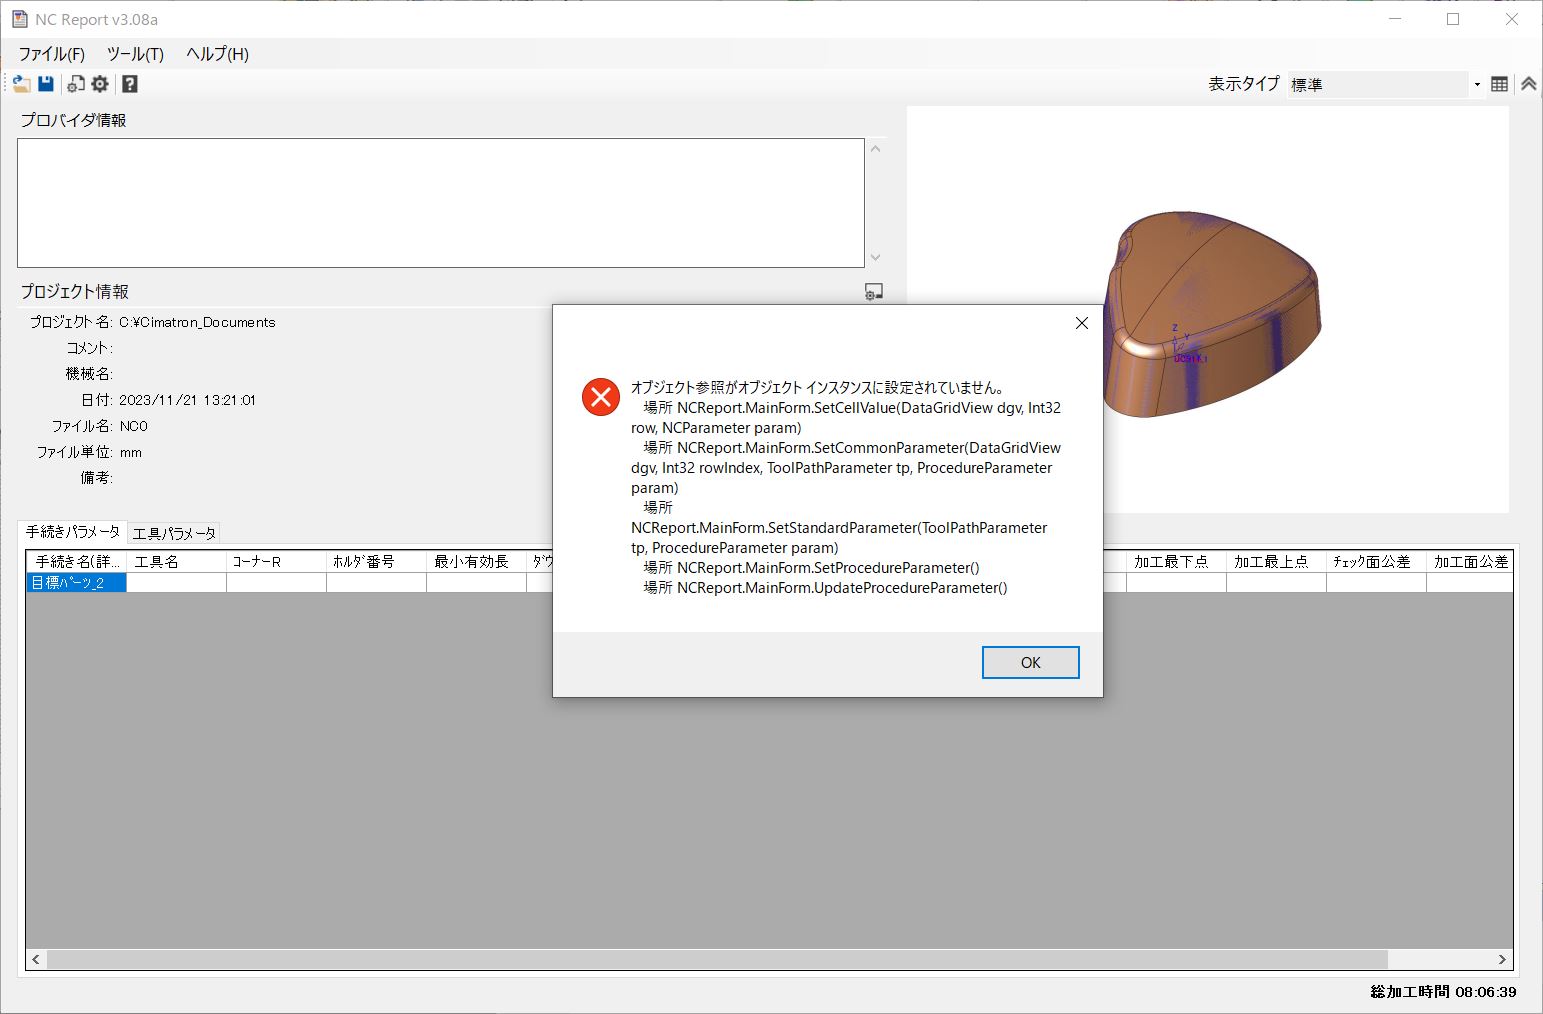 NC Report v3.08a
ファイル(F) ツール(T) ヘルプ(H)
表示タイプ 標準
プロバイダ情報
プロジェクト情報
プロジェクト名: C:¥Cimatron_Documents
コメント:
機械名:
日付: 2023/11/21 13:21:01
ファイル名: NC0
ファイル単位: mm
備考:
Z
Y
オブジェクト参照がオブジェクト インスタンスに設定されていません。
場所 NCReport.MainForm.SetCellValue(DataGridView dgv, Int32
row, NCParameter param)
場所 NCReport.MainForm.SetCommonParameter(DataGridView
dgv, Int32 rowIndex, ToolPathParameter tp, ProcedureParameter
param)
場所
NCReport.MainForm.SetStandardParameter(ToolPathParameter
tp, ProcedureParameter param)
場所 NCReport.MainForm.SetProcedureParameter()
場所 NCReport.MainForm.UpdateProcedureParameter()
OK
手続きパラメータ 工具パラメータ
手続き名(詳... 工具名 ｺｰﾅｰR ﾎﾙﾀﾞ番号 最小有効長 ﾀﾞｳ 加工最下点 加工最上点 ﾁｪｯｸ面公差 加工面公差
目標ﾊﾟｰﾂ_2
総加工時間 08:06:39